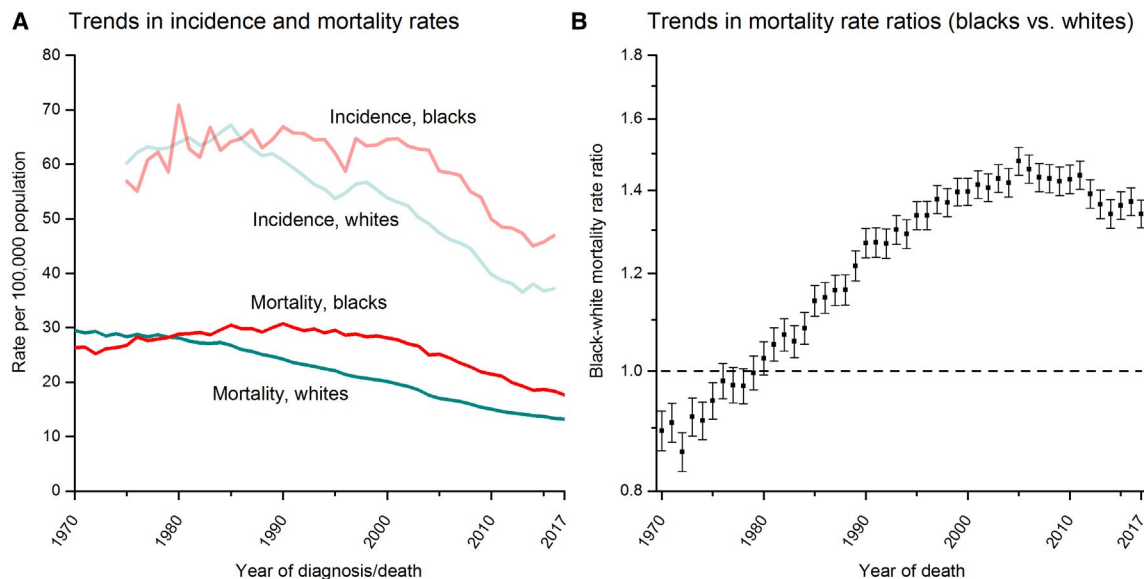 A Trends in incidence and mortality rates
80
70
60
50
40
30
20
10
0
Rate per 100,000 population
Incidence, blacks
Incidence, whites
Mortality, blacks
Mortality, whites
1970
1980
1990
2000
2010
2017
Year of diagnosis/death
B Trends in mortality rate ratios (blacks vs. whites)
1.8
1.6
1.4
1.2
1.0
0.8
Black-white mortality rate ratio
1970
1980
1990
2000
2010
2017
Year of death